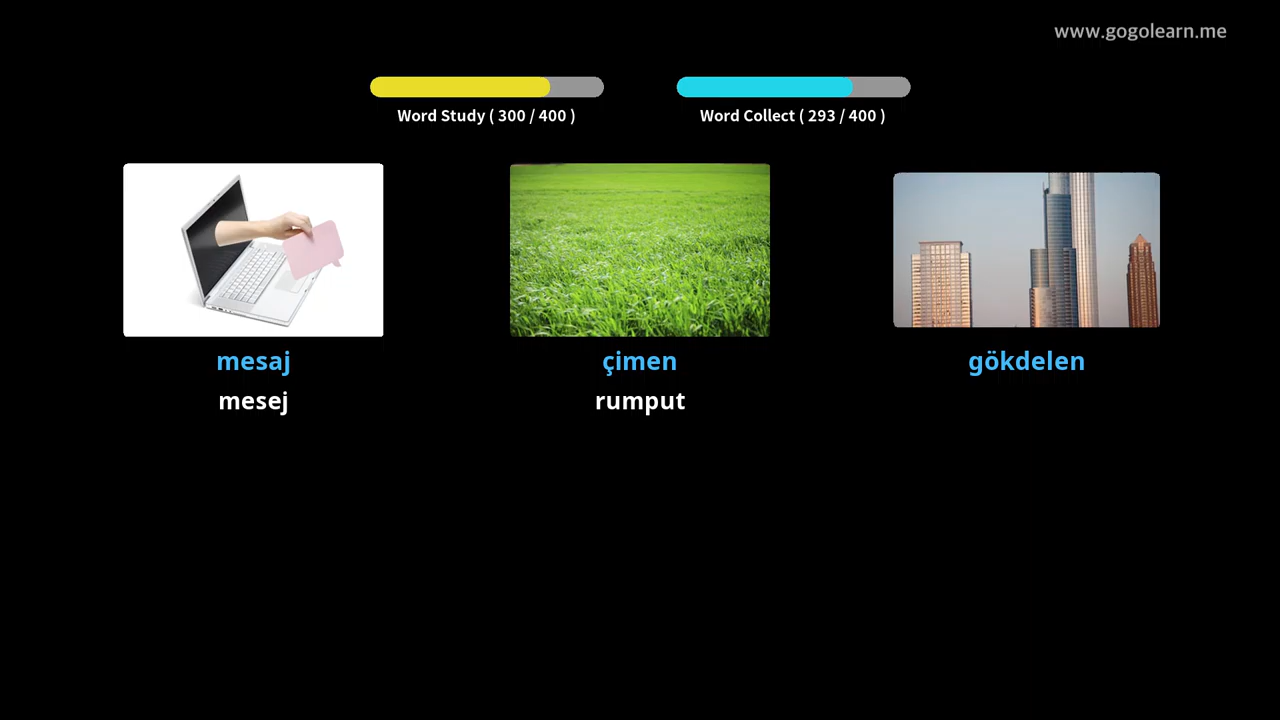 www.gogolearn.me
Word Study ( 300 / 400 )
Word Collect ( 293 / 400 )
mesaj
mesej
çimen
rumput
gökdelen